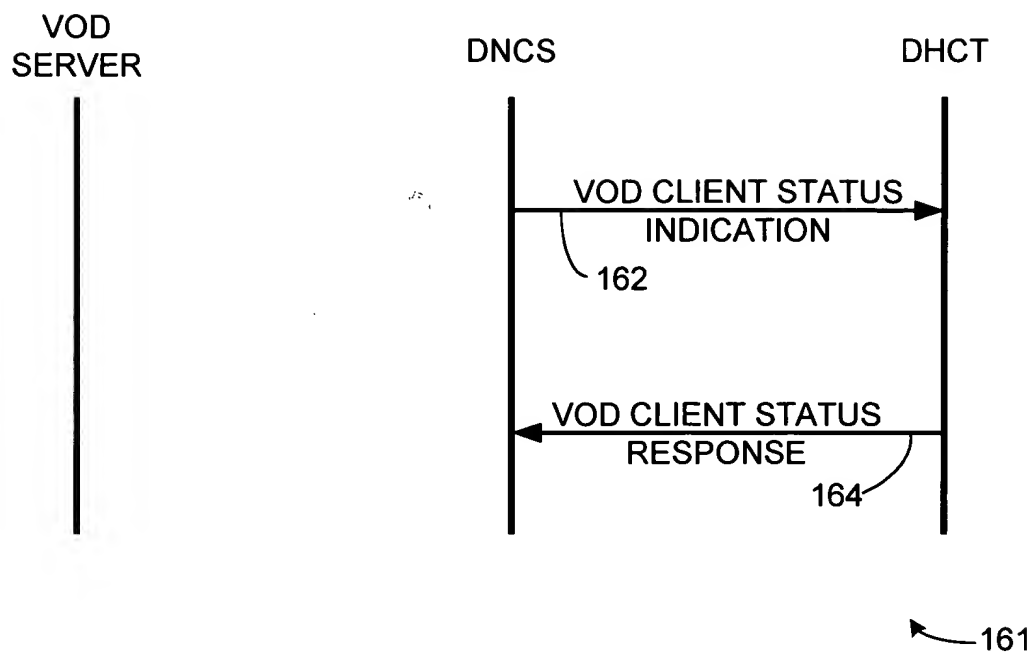 VOD
SERVER
DNCS
DHCT
VOD CLIENT STATUS
INDICATION
162
VOD CLIENT STATUS
RESPONSE
164
161